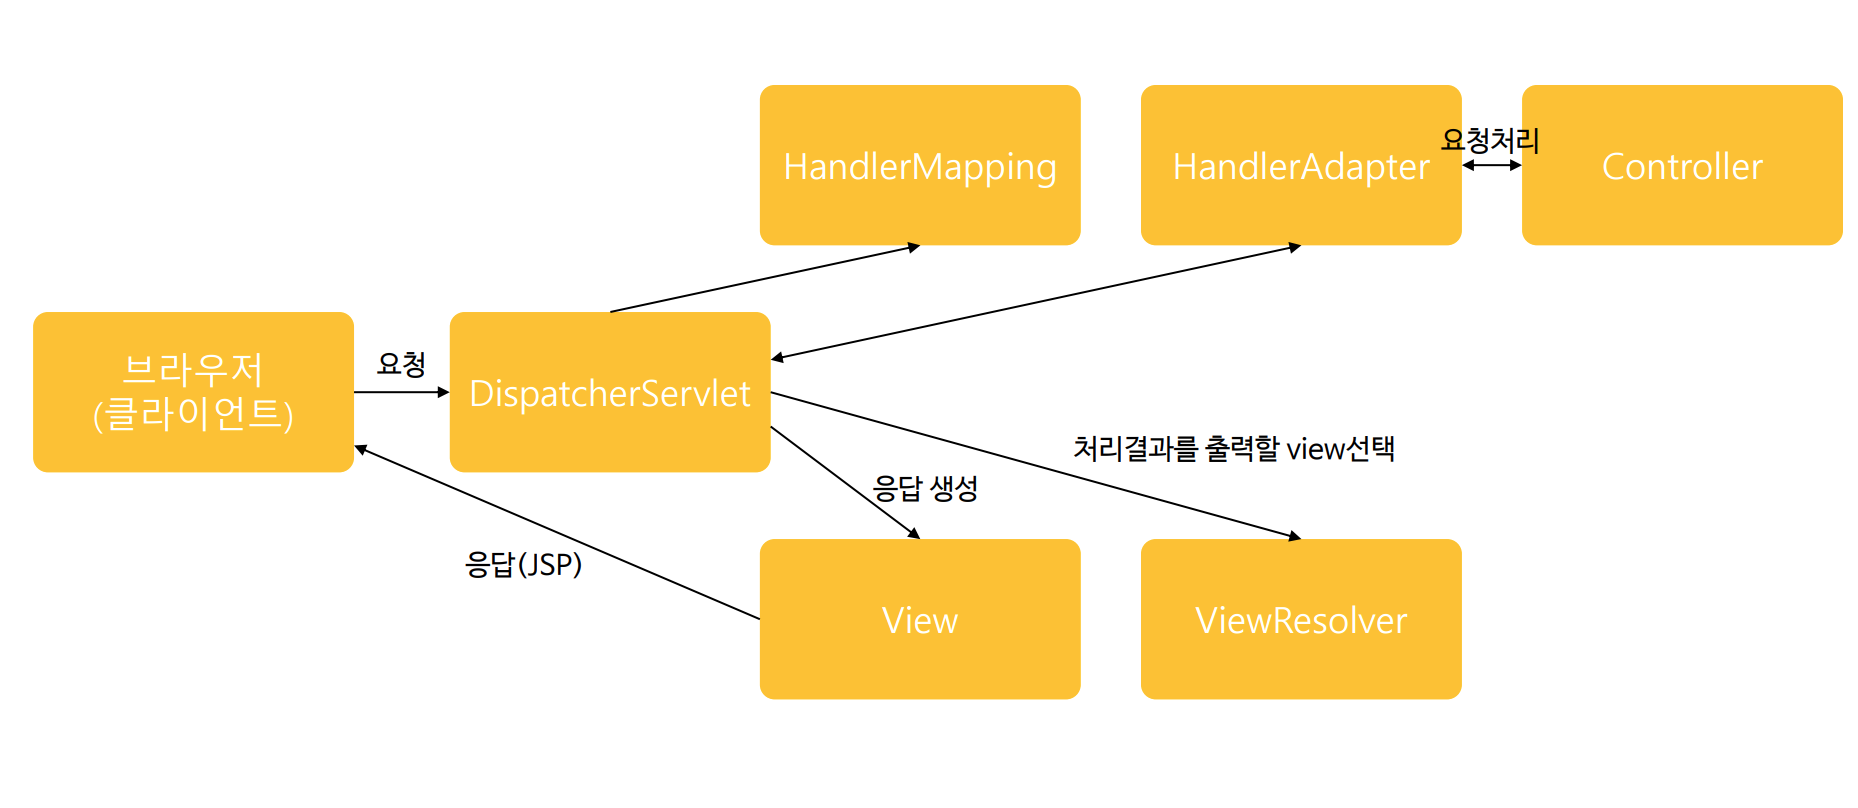 HandlerMapping
HandlerAdapter
요청처리
Controller
브라우저
(클라이언트)
요청
DispatcherServlet
처리결과를 출력할 view선택
응답 생성
응답(JSP)
View
ViewResolver